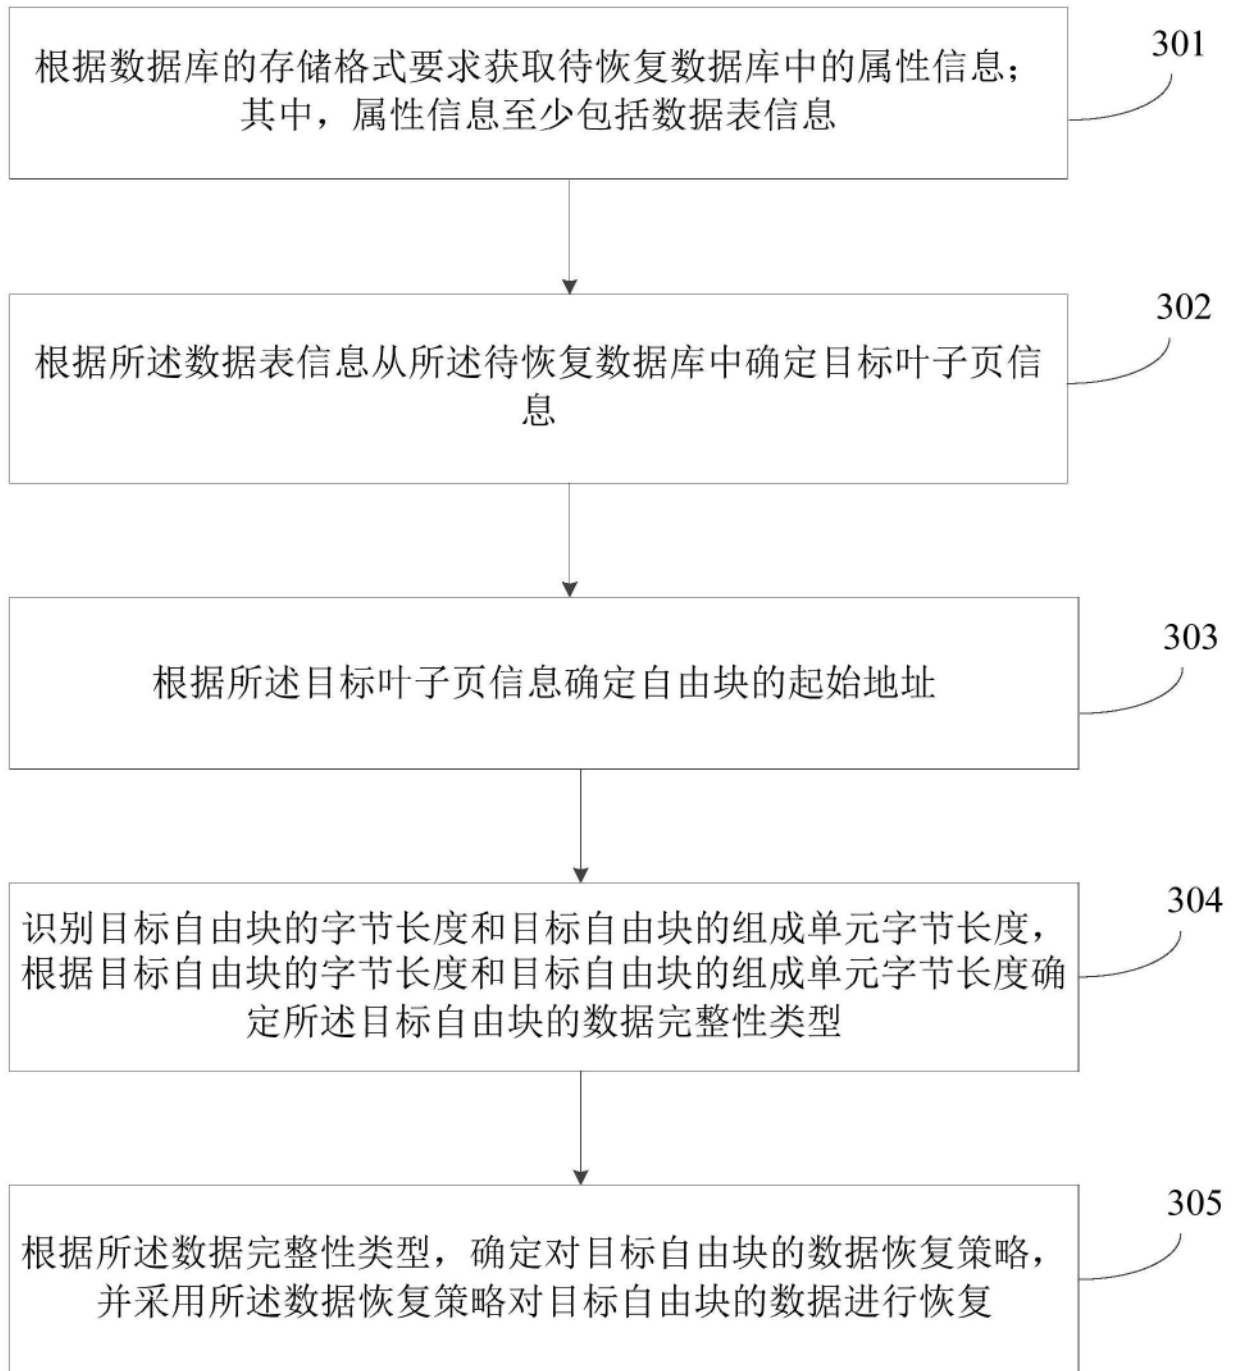 根据数据库的存储格式要求获取待恢复数据库中的属性信息；
其中，属性信息至少包括数据表信息
301
根据所述数据表信息从所述待恢复数据库中确定目标叶子页信
息
302
根据所述目标叶子页信息确定自由块的起始地址
303
识别目标自由块的字节长度和目标自由块的组成单元字节长度，
根据目标自由块的字节长度和目标自由块的组成单元字节长度确
定所述目标自由块的数据完整性类型
304
根据所述数据完整性类型，确定对目标自由块的数据恢复策略，
并采用所述数据恢复策略对目标自由块的数据进行恢复
305